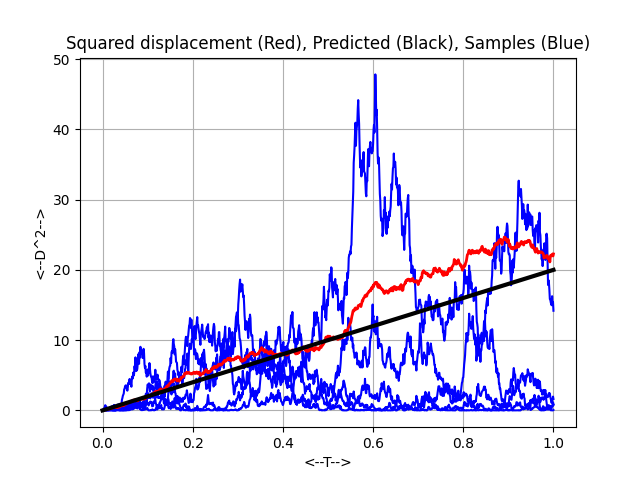 Squared displacement (Red), Predicted (Black), Samples (Blue)
50
40
30
20
10
0
<--D^2-->
0.0 0.2 0.4 0.6 0.8 1.0
<--T-->